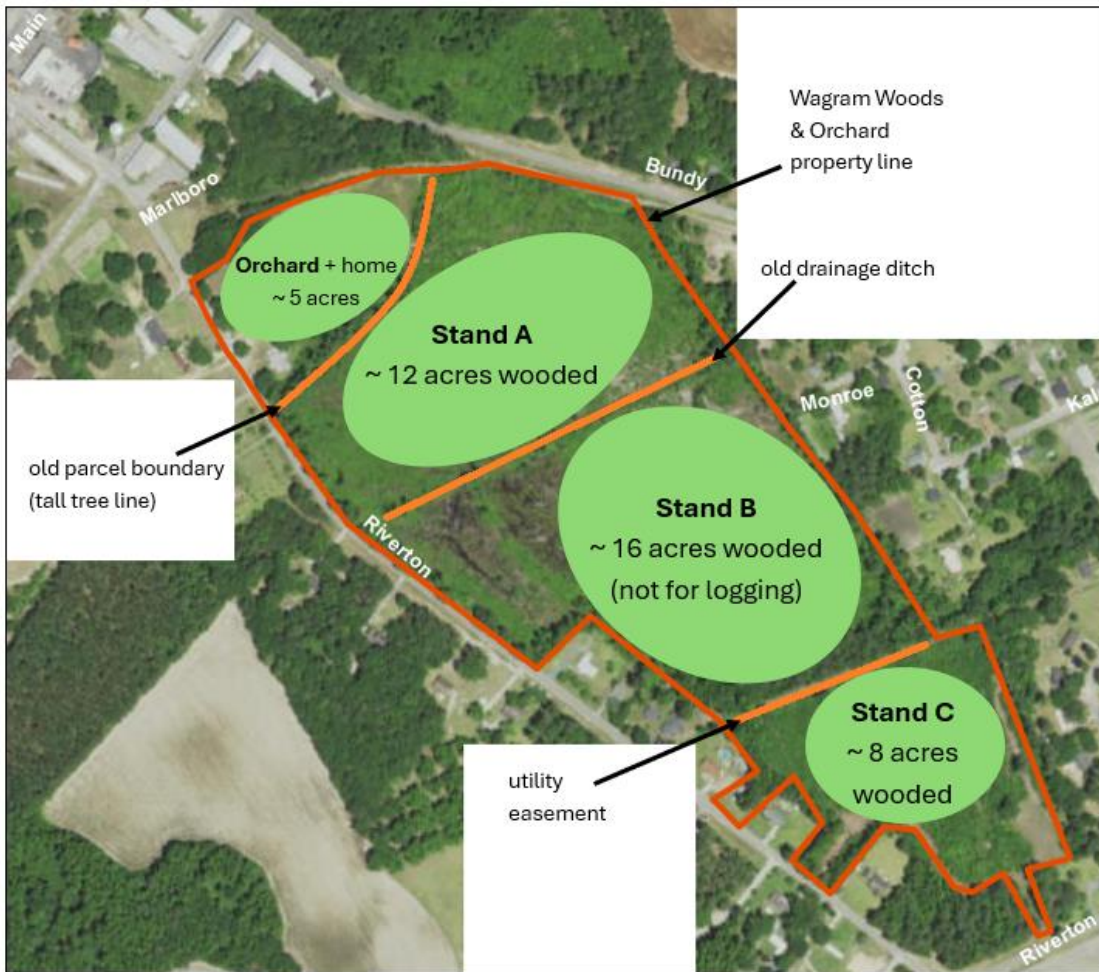 Main
Wagram Woods
& Orchard
property line
Bundy
Marlboro
old drainage ditch
Orchard + home
~ 5 acres
Stand A
~ 12 acres wooded
Monroe
Cotton
Kal
old parcel boundary
(tall tree line)
Riverton
Stand B
~ 16 acres wooded
(not for logging)
Stand C
~ 8 acres
wooded
utility
easement
Riverton